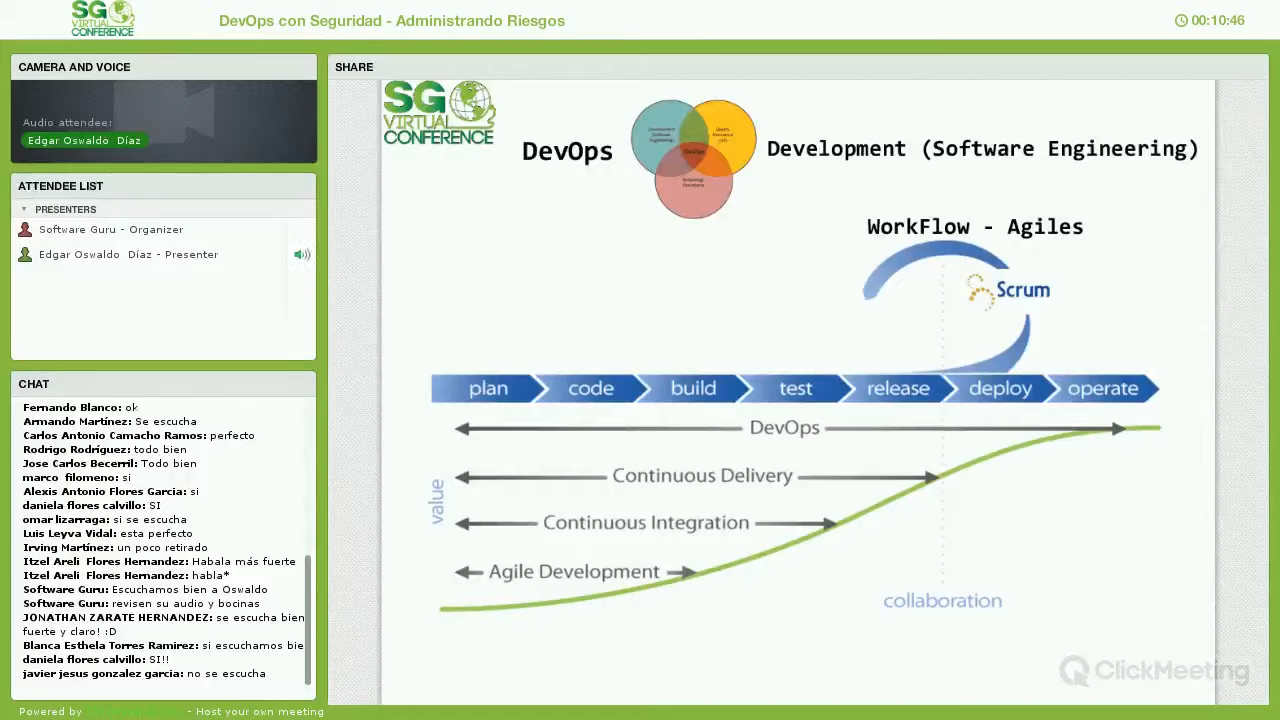 SG
VIRTUAL
CONFERENCE
DevOps con Seguridad - Administrando Riesgos
00:10:46
CAMERA AND VOICE
Audio attendee:
Edgar Oswaldo Díaz
ATTENDEE LIST
PRESENTERS
Software Guru - Organizer
Edgar Oswaldo Díaz - Presenter
CHAT
Fernando Blanco: ok
Armando Martínez: Se escucha
Carlos Antonio Camacho Ramos: perfecto
Rodrigo Rodríguez: todo bien
Jose Carlos Becerril: Todo bien
marco filomeno: si
Alexis Antonio Flores Garcia: si
daniela flores calvillo: SI
omar lizarraga: si se escucha
Luis Leyva Vidal: esta perfecto
Irving Martínez: un poco retirado
Itzel Areli Flores Hernandez: Habala más fuerte
Itzel Areli Flores Hernandez: habla*
Software Guru: Escuchamos bien a Oswaldo
Software Guru: revisen su audio y bocinas
JONATHAN ZARATE HERNANDEZ: se escucha bien
fuerte y claro! :D
Blanca Esthela Torres Ramirez: si escuchamos bie
daniela flores calvillo: SI!!
javier jesus gonzalez garcia: no se escucha
Powered by
- Host your own meeting
SHARE
SG
VIRTUAL
CONFERENCE
DevOps
Development (Software Engineering)
WorkFlow - Agiles
Scrum
plan code build test release deploy operate
DevOps
Continuous Delivery
value
Continuous Integration
Agile Development
collaboration
ClickMeeting